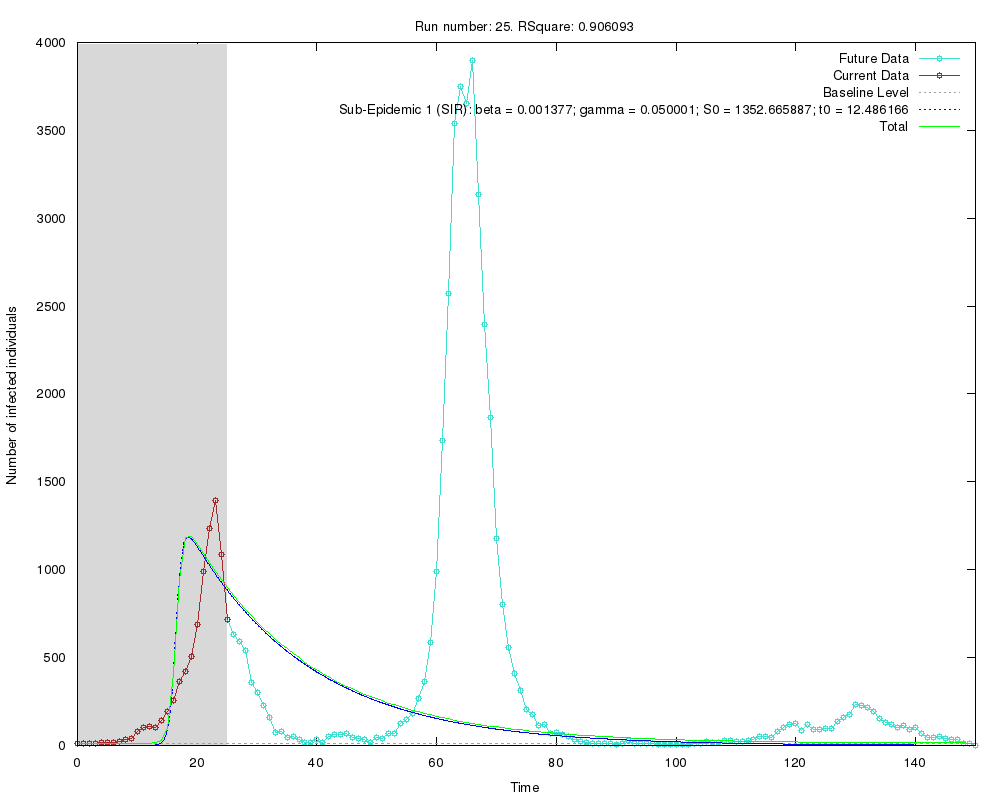 Run number: 25. RSquare: 0.906093
4000
3500
3000
2500
2000
1500
1000
500
0
Number of infected individuals
Future Data
Current Data
Baseline Level
Sub-Epidemic 1 (SIR): beta = 0.001377; gamma = 0.050001; S0 = 1352.665887; t0 = 12.486166
Total
0 20 40 60 80 100 120 140
Time